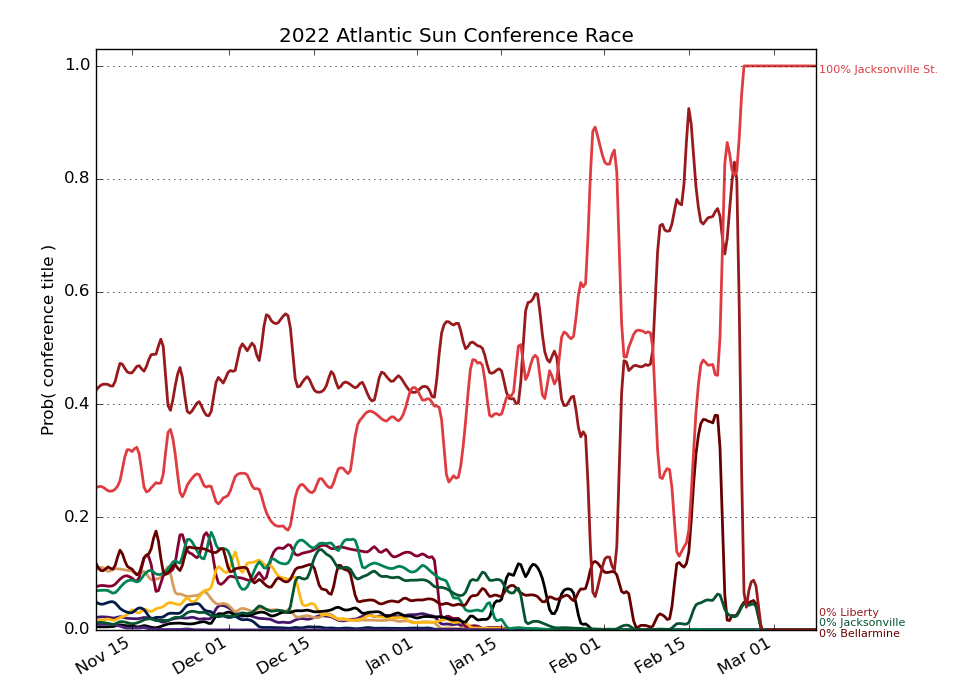 2022 Atlantic Sun Conference Race
1.0
100% Jacksonville St.
0.8
0.6
Prob( conference title )
0.4
0.2
0% Liberty
0% Jacksonville
0.0
0% Bellarmine
Nov 15
Dec 01
Dec 15
Jan 01
Jan 15
Feb 01
Feb 15
Mar 01